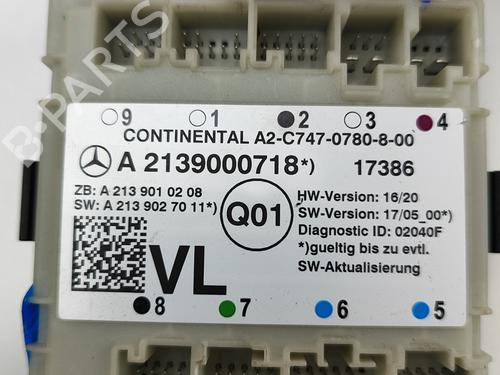 B-PARTS
9 1 2 3 4
CONTINENTAL A2-C747-0780-8-00
A 2139000718*) 17386
ZB: A 213 901 02 08
SW: A 213 902 70 11*)
Q01
HW-Version: 16/20
SW-Version: 17/05_00*)
Diagnostic ID: 02040F
*)gueltig bis zu evtl.
SW-Aktualisierung
VL
8 7 6 5